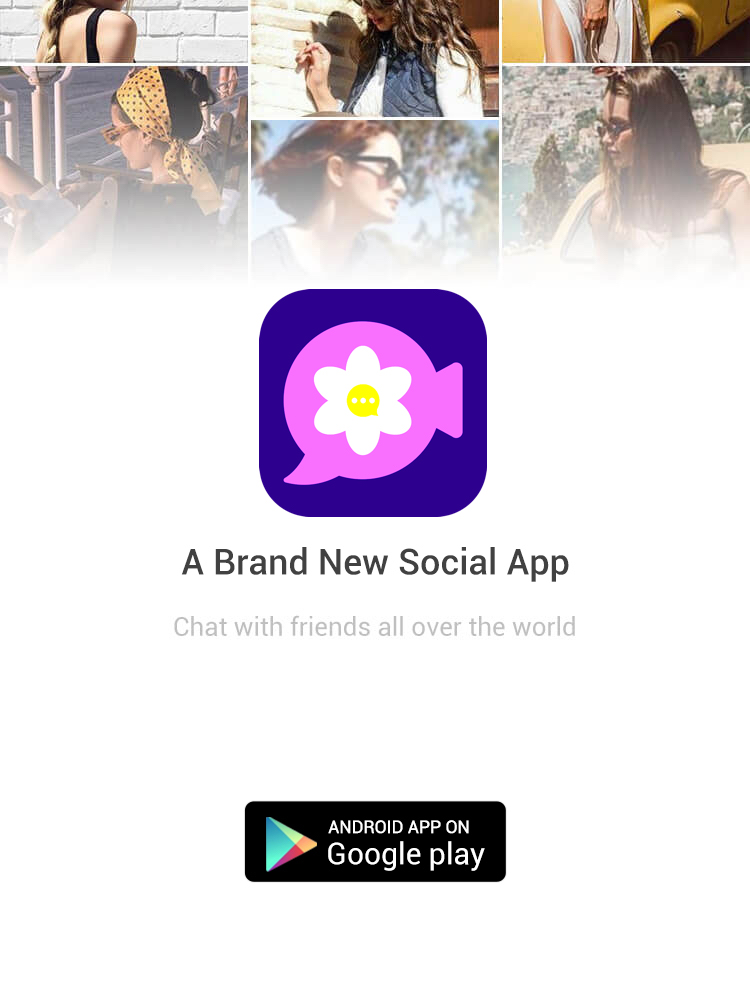 A Brand New Social App
Chat with friends all over the world
ANDROID APP ON
Google play